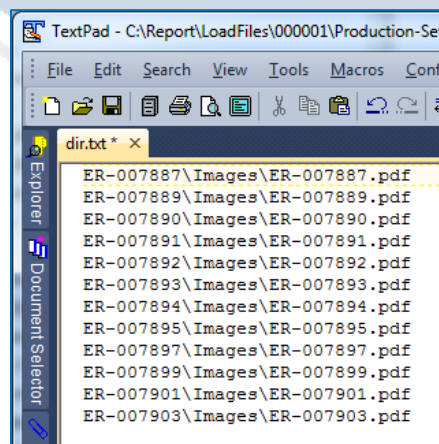 TextPad - C:\Report\LoadFiles\000001\Production-Se
File Edit Search View Tools Macros Conf
dir.txt *
Explorer
Document Selector
ER-007887\Images\ER-007887.pdf
ER-007889\Images\ER-007889.pdf
ER-007890\Images\ER-007890.pdf
ER-007891\Images\ER-007891.pdf
ER-007892\Images\ER-007892.pdf
ER-007893\Images\ER-007893.pdf
ER-007894\Images\ER-007894.pdf
ER-007895\Images\ER-007895.pdf
ER-007897\Images\ER-007897.pdf
ER-007899\Images\ER-007899.pdf
ER-007901\Images\ER-007901.pdf
ER-007903\Images\ER-007903.pdf